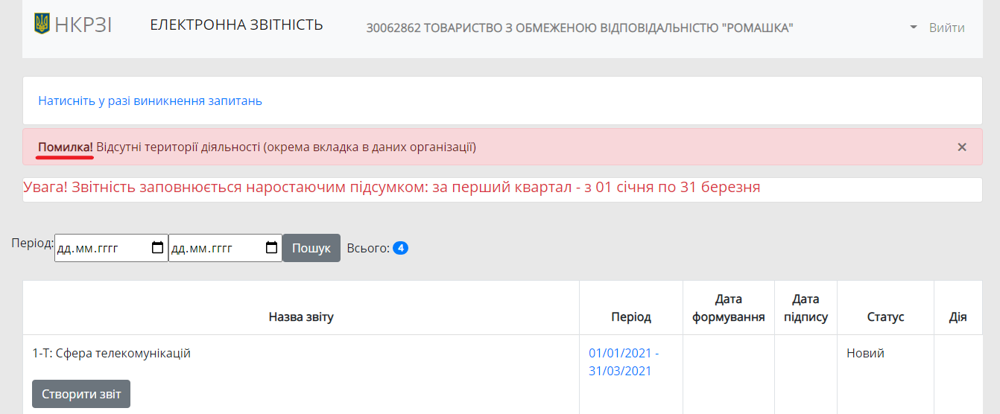 НКРЗІ ЕЛЕКТРОННА ЗВІТНІСТЬ 30062862 ТОВАРИСТВО З ОБМЕЖЕНОЮ ВІДПОВІДАЛЬНІСТЮ "РОМАШКА" Вийти
Натисніть у разі виникнення запитань
Помилка! Відсутні території діяльності (окрема вкладка в даних організації) ×
Увага! Звітність заповнюється наростаючим підсумком: за перший квартал - з 01 січня по 31 березня
Період: дд.мм.гггг дд.мм.гггг Пошук Всього: 4
Назва звіту Період Дата формування Дата підпису Статус Дія
1-Т: Сфера телекомунікацій 01/01/2021 - 31/03/2021 Новий
Створити звіт